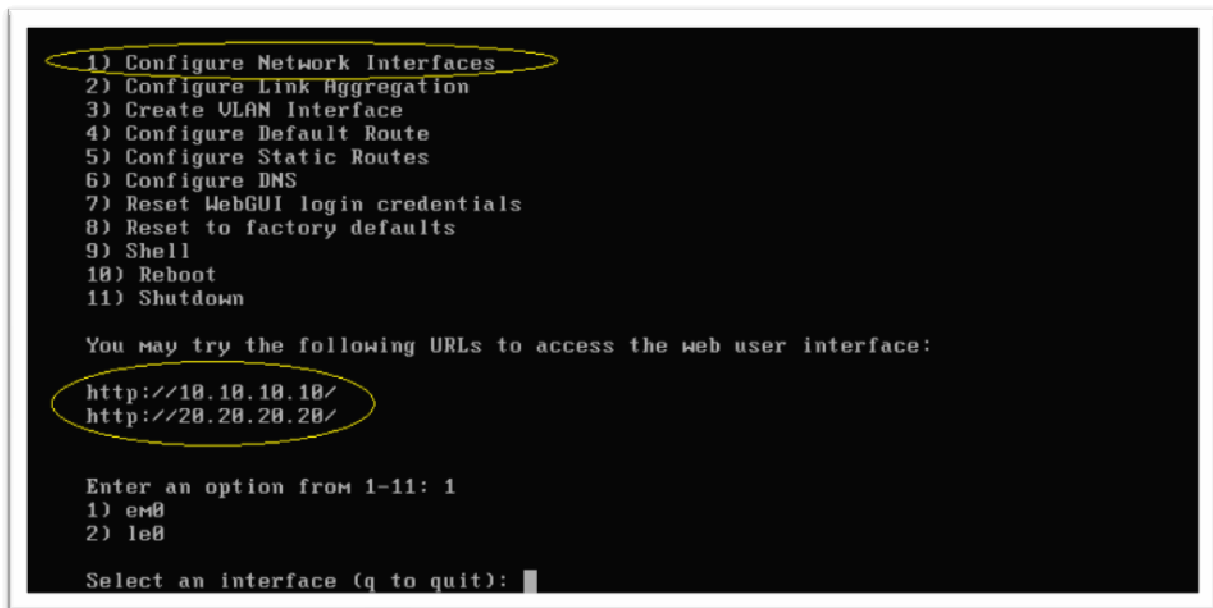 1) Configure Network Interfaces
2) Configure Link Aggregation
3) Create VLAN Interface
4) Configure Default Route
5) Configure Static Routes
6) Configure DNS
7) Reset WebGUI login credentials
8) Reset to factory defaults
9) Shell
10) Reboot
11) Shutdown
You may try the following URLs to access the web user interface:
http://10.10.10.10/
http://20.20.20.20/
Enter an option from 1-11: 1
1) em0
2) le0
Select an interface (q to quit):